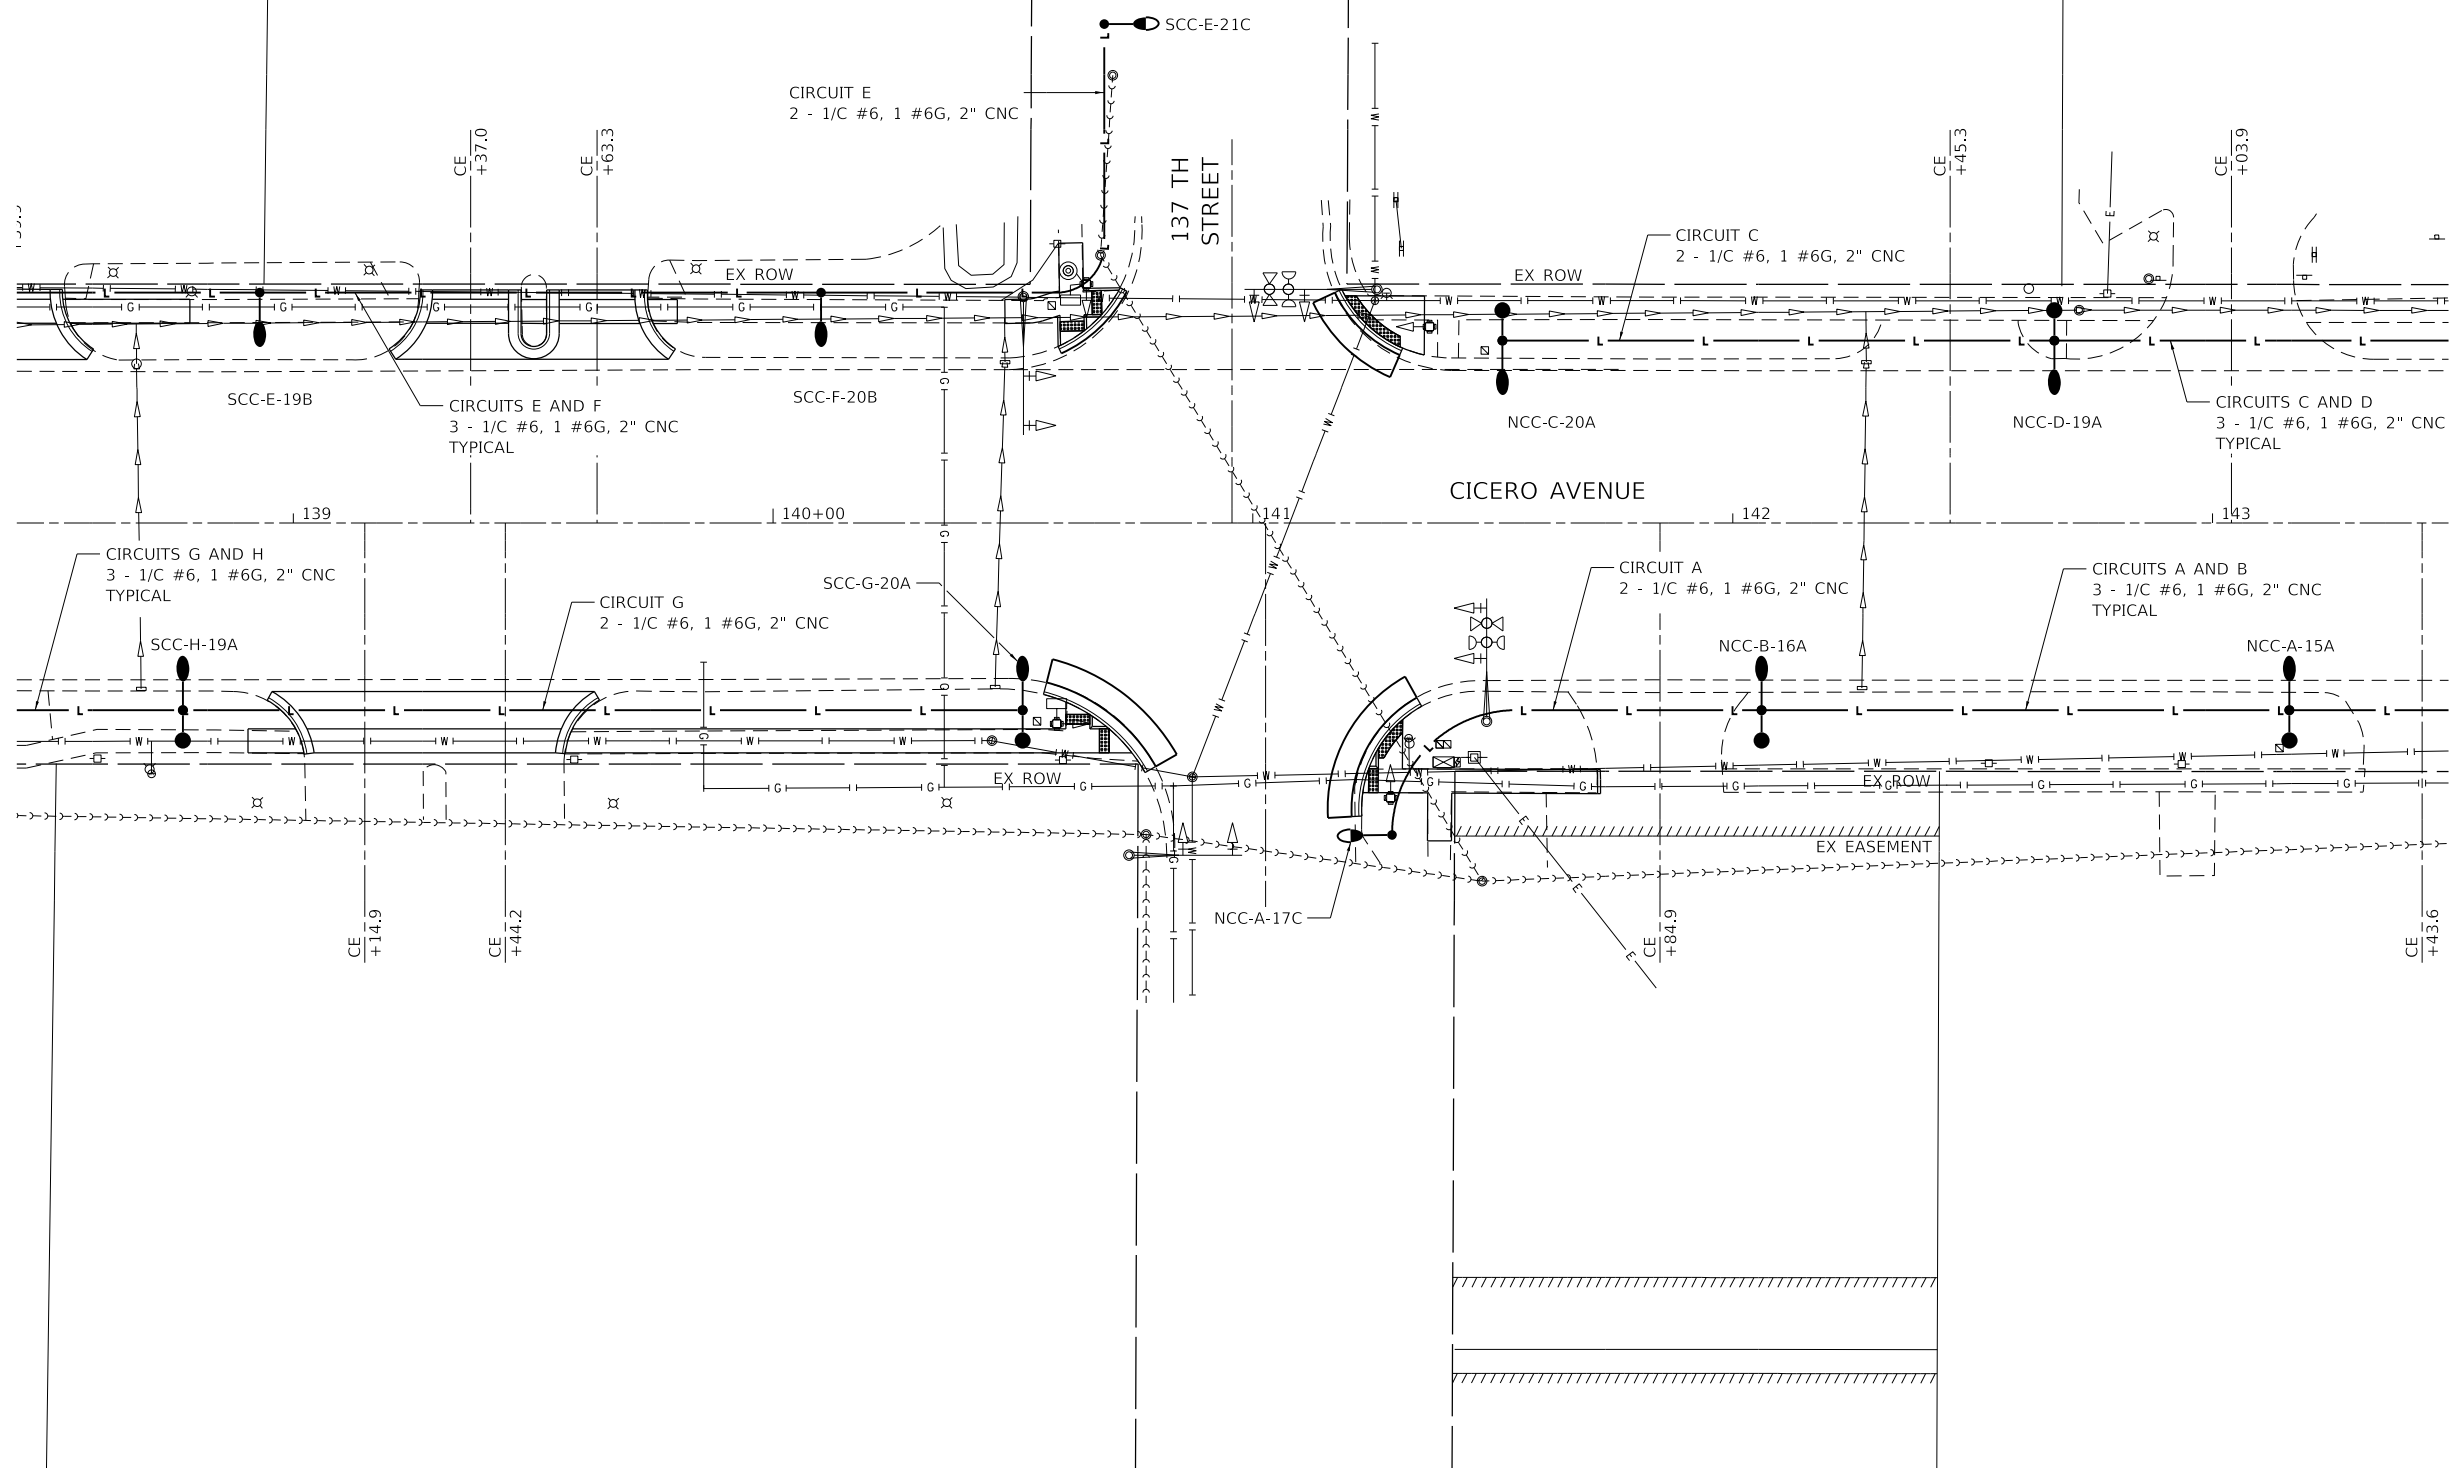 SCC-E-21C
CIRCUIT E
2 - 1/C #6, 1 #6G, 2" CNC
CE
+37.0
CE
+63.3
137 TH
STREET
CE
+45.3
CE
+03.9
CIRCUIT C
2 - 1/C #6, 1 #6G, 2" CNC
EX ROW
EX ROW
SCC-E-19B
SCC-F-20B
CIRCUITS E AND F
3 - 1/C #6, 1 #6G, 2" CNC
TYPICAL
NCC-C-20A
NCC-D-19A
CIRCUITS C AND D
3 - 1/C #6, 1 #6G, 2" CNC
TYPICAL
CICERO AVENUE
139
140+00
141
142
143
CIRCUITS G AND H
3 - 1/C #6, 1 #6G, 2" CNC
TYPICAL
SCC-G-20A
CIRCUIT G
2 - 1/C #6, 1 #6G, 2" CNC
CIRCUIT A
2 - 1/C #6, 1 #6G, 2" CNC
CIRCUITS A AND B
3 - 1/C #6, 1 #6G, 2" CNC
TYPICAL
SCC-H-19A
NCC-B-16A
NCC-A-15A
EX ROW
EX ROW
EX EASEMENT
NCC-A-17C
CE
+14.9
CE
+44.2
CE
+84.9
CE
+43.6